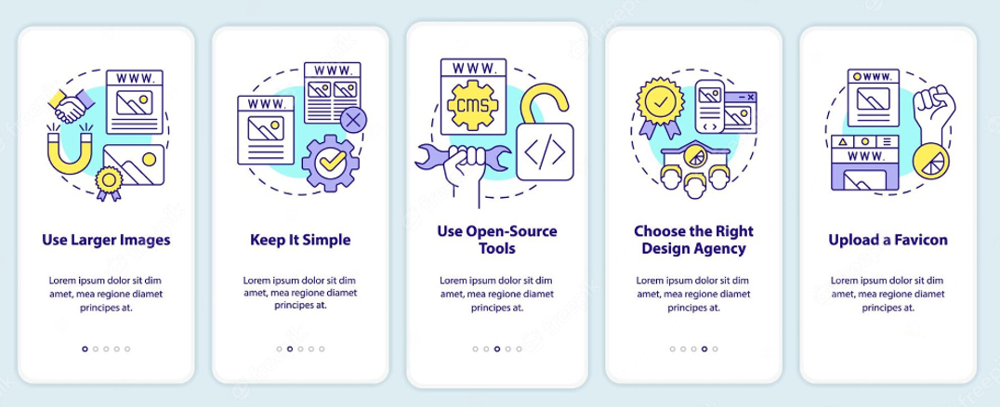 WWW.
Use Larger Images
Lorem ipsum dolor sit dim
amet, mea regione diamet
principes at.
WWW.
WWW.
Keep It Simple
Lorem ipsum dolor sit dim
amet, mea regione diamet
principes at.
WWW.
CMS
</>
Use Open-Source
Tools
Lorem ipsum dolor sit dim
amet, mea regione diamet
principes at.
Choose the Right
Design Agency
Lorem ipsum dolor sit dim
amet, mea regione diamet
principes at.
WWW.
WWW.
Upload a Favicon
Lorem ipsum dolor sit dim
amet, mea regione diamet
principes at.